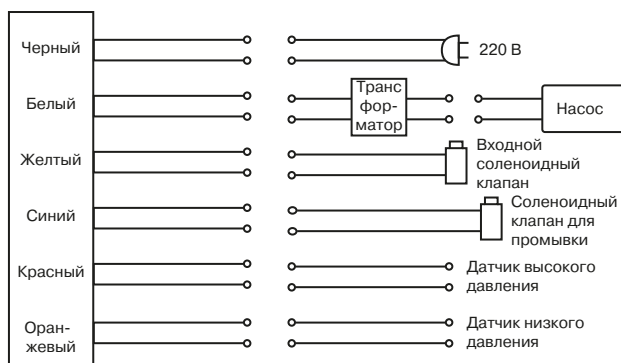 Черный
220 В
Белый
Транс
фор-
матор
Насос
Желтый
Входной
соленоидный
клапан
Синий
Соленоидный
клапан для
промывки
Красный
Датчик высокого
давления
Оран-
жевый
Датчик низкого
давления